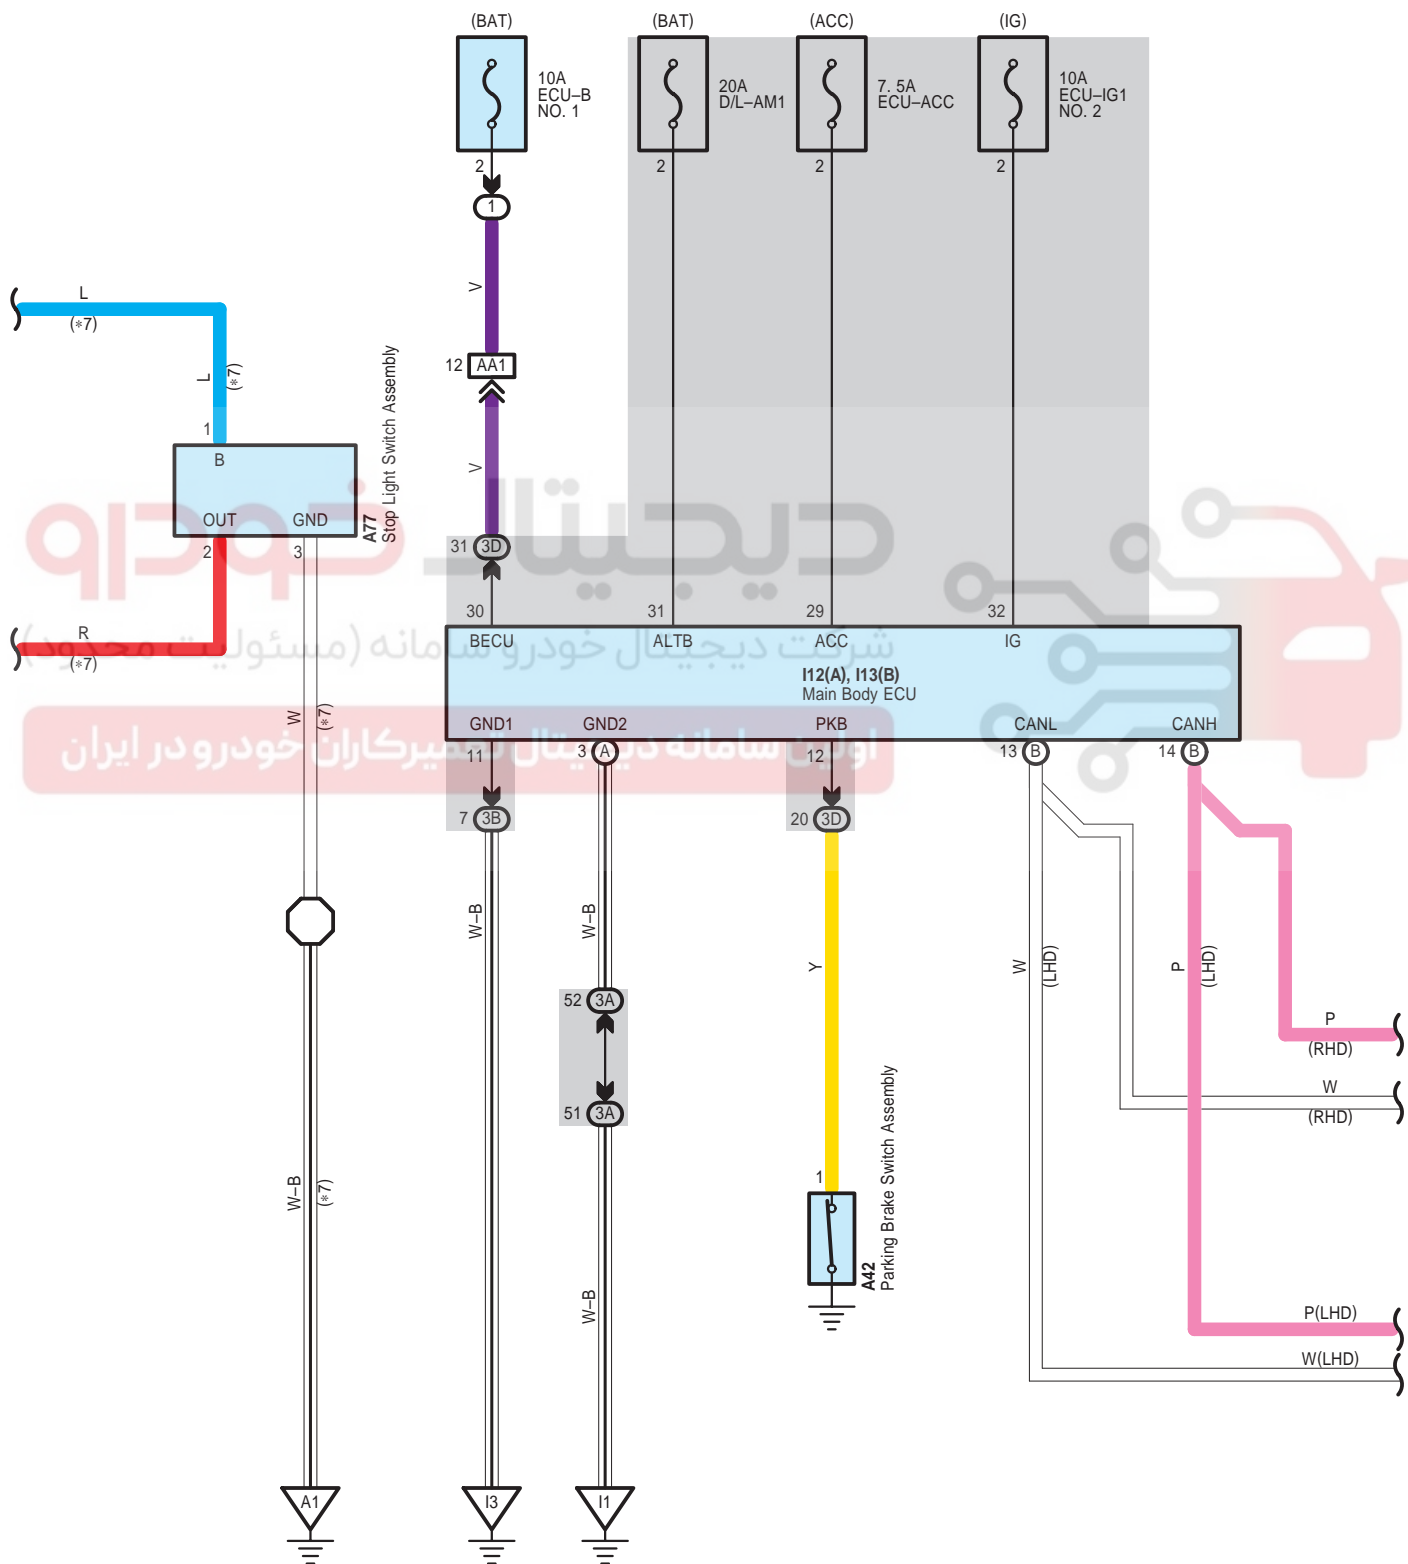 (BAT)
(BAT)
(ACC)
(IG)
10A
ECU–B
NO. 1
20A
D/L–AM1
7. 5A
ECU–ACC
10A
ECU–IG1
NO. 2
2
2
2
2
1
V
L
(*7)
L
(*7)
12
AA1
V
1
B
OUT
GND
A77
Stop Light Switch Assembly
2
3
دیجیتال خودرو
31
3D
30
31
29
32
R
(*7)
شرکت دیجیتال خودرو سامانه (مسئولیت محدود)
BECU
ALTB
ACC
IG
I12(A), I13(B)
Main Body ECU
GND1
GND2
PKB
CANL
CANH
W
(*7)
اولین سامانه دیجیتال تعمیرکاران خودرو در ایران
11
3
A
12
13
B
14
B
7
3B
20
3D
W–B
W–B
Y
W
(LHD)
P
(LHD)
52
3A
P
(RHD)
W
(RHD)
51
3A
W–B
(*7)
1
A42
Parking Brake Switch Assembly
W–B
P(LHD)
W(LHD)
A1
I3
I1